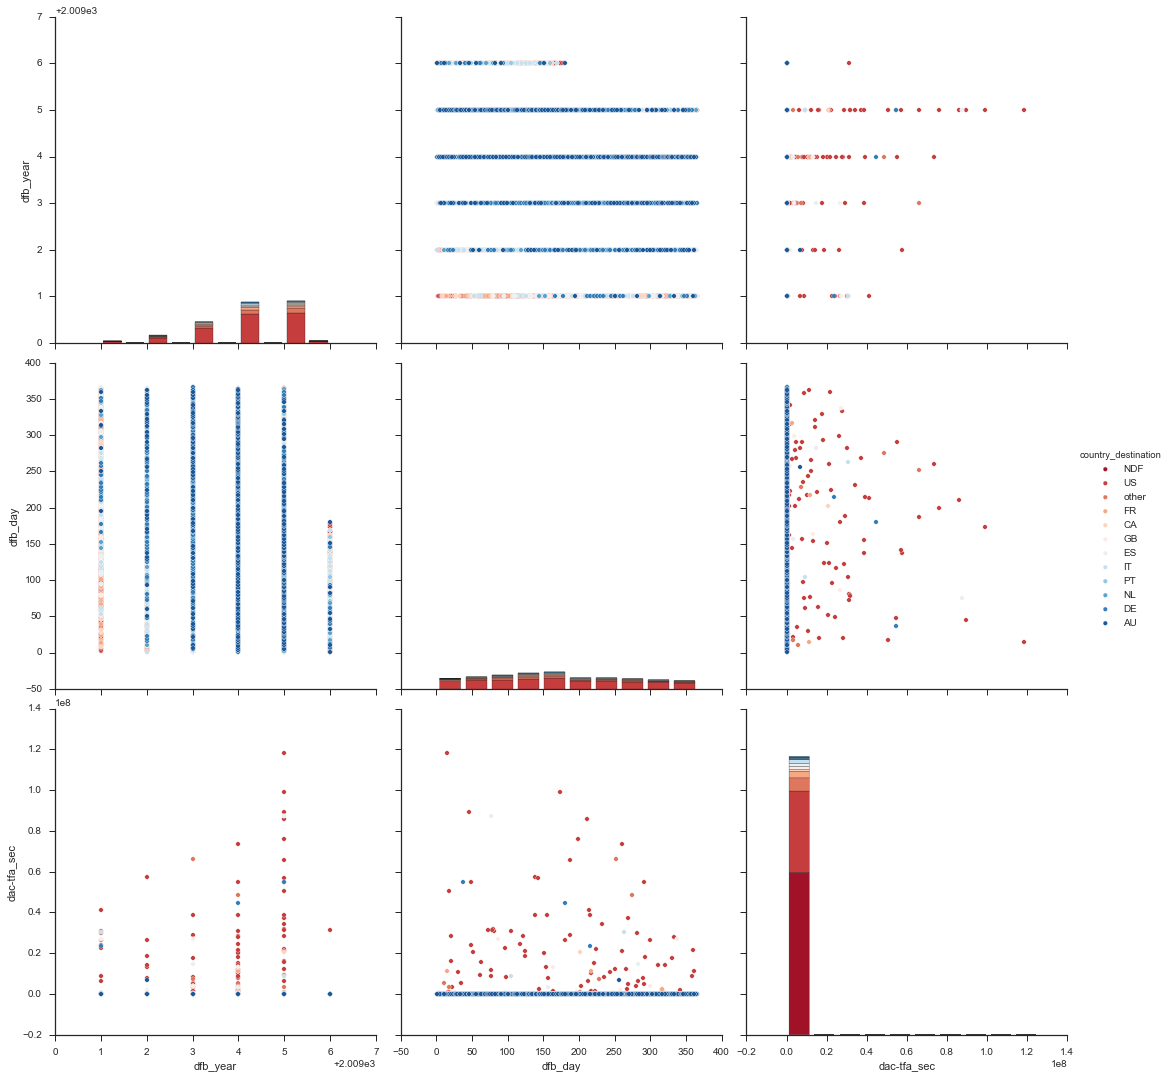 +2.009e3
7
6
5
4
3
2
1
0
dfb_year
400
350
300
250
200
150
100
50
0
−50
dfb_day
country_destination
NDF
US
other
FR
CA
GB
ES
IT
PT
NL
DE
AU
1e8
1.4
1.2
1.0
0.8
0.6
0.4
0.2
0.0
−0.2
dac-tfa_sec
0 1 2 3 4 5 6 7
dfb_year +2.009e3
−50 0 50 100 150 200 250 300 350 400
dfb_day
−0.2 0.0 0.2 0.4 0.6 0.8 1.0 1.2 1.4
dac-tfa_sec 1e8